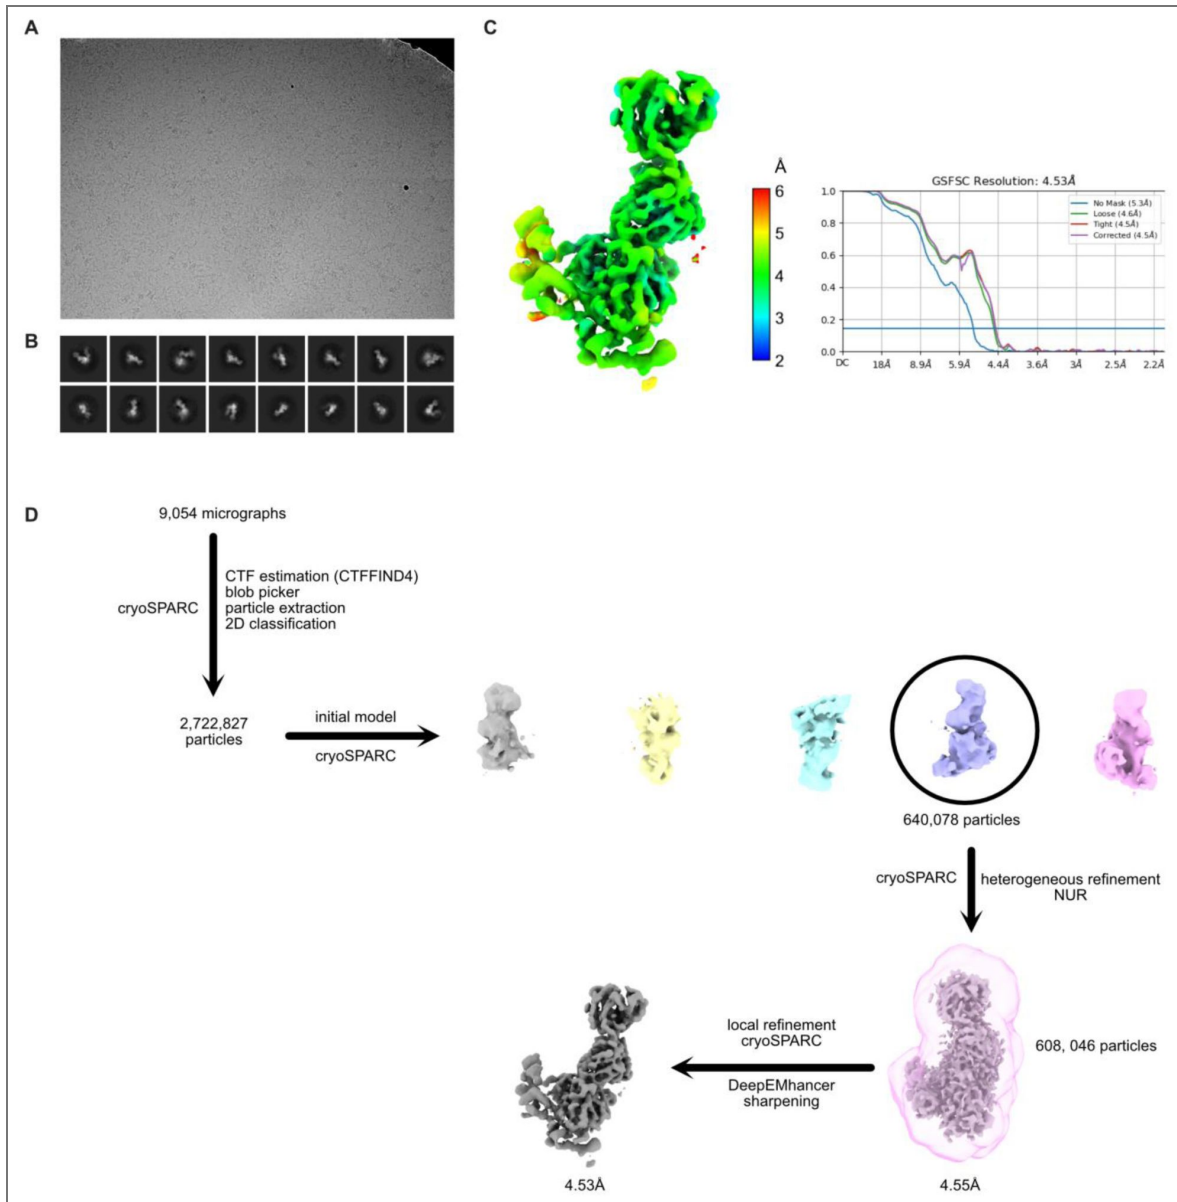 A
C
Å
6
5
4
3
2
GSFSC Resolution: 4.53Å
No Mask (5.3Å)
Loose (4.6Å)
Tight (4.5Å)
Corrected (4.5Å)
1.0
0.8
0.6
0.4
0.2
0.0
DC 18Å 8.9Å 5.9Å 4.4Å 3.6Å 3Å 2.5Å 2.2Å
B
D
9,054 micrographs
cryoSPARC
CTF estimation (CTFFIND4)
blob picker
particle extraction
2D classification
2,722,827
particles
initial model
cryoSPARC
640,078 particles
cryoSPARC
heterogeneous refinement
NUR
608, 046 particles
local refinement
cryoSPARC
DeepEMhancer
sharpening
4.53Å
4.55Å